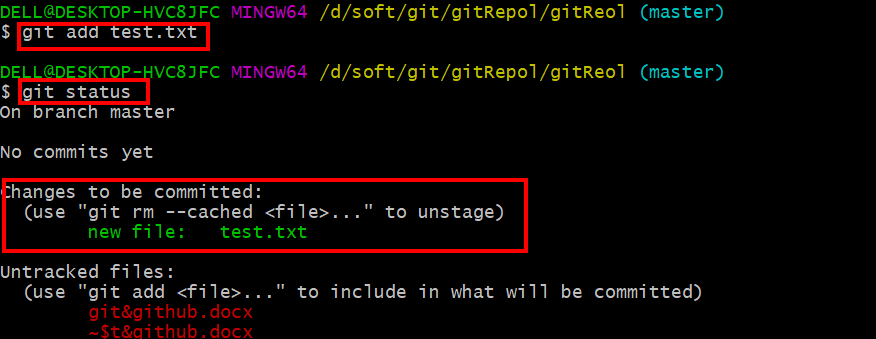 DELL@DESKTOP-HVC8JFC MINGW64 /d/soft/git/gitRepol/gitReol (master)
$ git add test.txt
DELL@DESKTOP-HVC8JFC MINGW64 /d/soft/git/gitRepol/gitReol (master)
$ git status
On branch master
No commits yet
Changes to be committed:
(use "git rm --cached <file>..." to unstage)
new file:   test.txt
Untracked files:
(use "git add <file>..." to include in what will be committed)
git&github.docx
~$t&github.docx